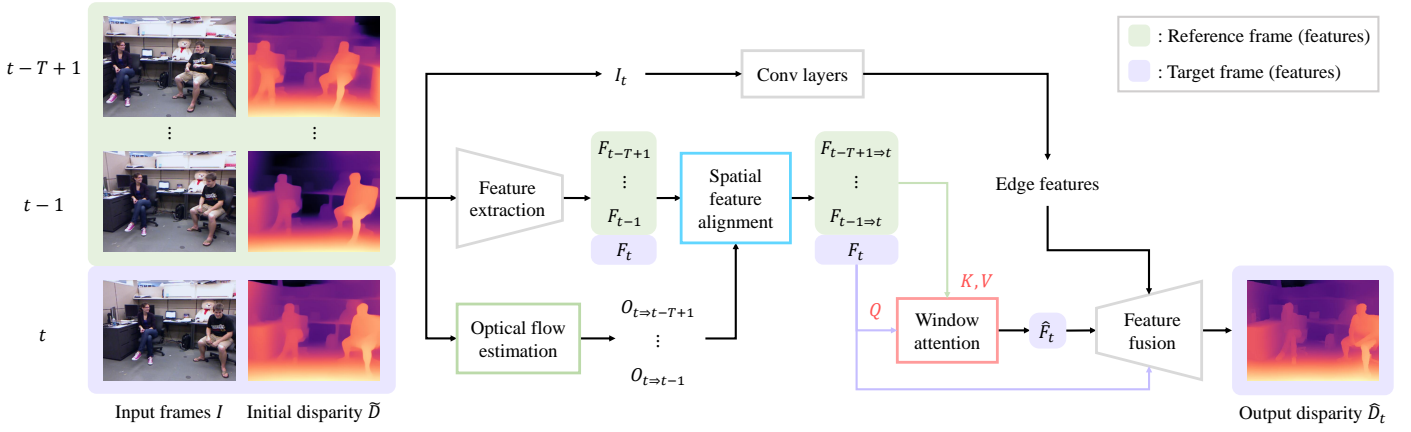 t − T + 1
⋮ ⋮
t − 1
t
Input frames I
Initial disparity D̃
I_t
Conv layers
Feature
extraction
F_{t−T+1}
⋮
F_{t−1}
F_t
Spatial
feature
alignment
F_{t−T+1⇒t}
⋮
F_{t−1⇒t}
F_t
Edge features
Optical flow
estimation
O_{t⇒t−T+1}
⋮
O_{t⇒t−1}
Q
K, V
Window
attention
F̂_t
Feature
fusion
Output disparity D̂_t
: Reference frame (features)
: Target frame (features)